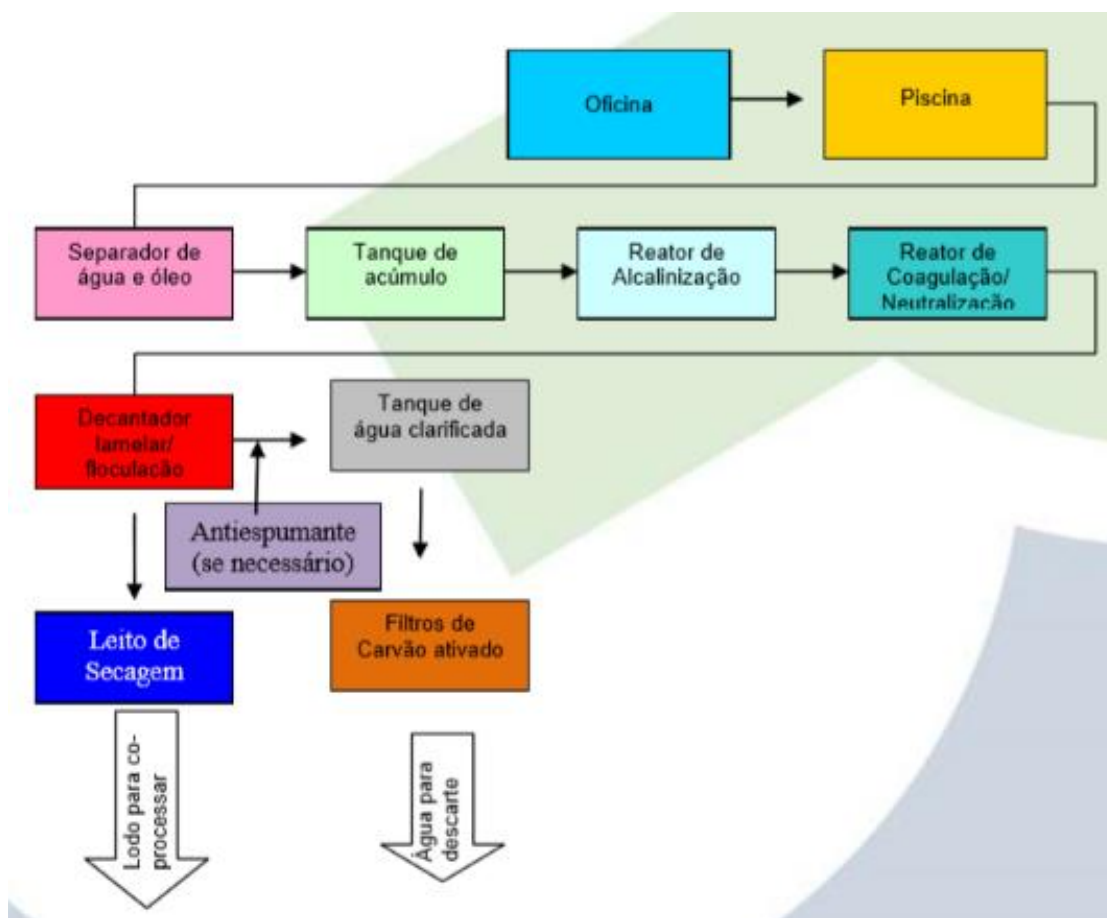 Oficina
Piscina
Separador de
água e óleo
Tanque de
acúmulo
Reator de
Alcalinização
Reator de
Coagulação/
Neutralização
Decantador
lamelar/
floculação
Tanque de
água clarificada
Antiespumante
(se necessário)
Leito de
Secagem
Filtros de
Carvão ativado
Lodo para co-
processar
Àgua para
descarte